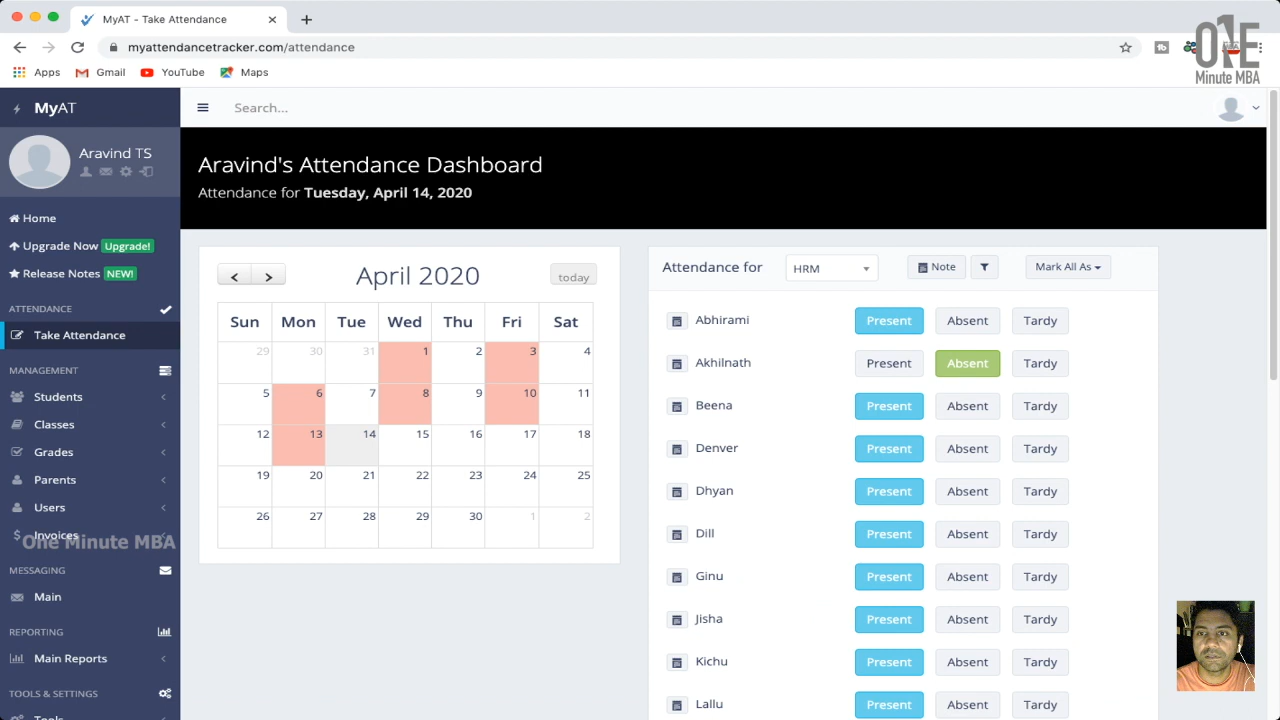 MyAT - Take Attendance
myattendancetracker.com/attendance
Apps Gmail YouTube Maps
ONE
Minute MBA
MyAT
Search...
Aravind TS
Aravind's Attendance Dashboard
Attendance for Tuesday, April 14, 2020
Home
Upgrade Now Upgrade!
Release Notes NEW!
ATTENDANCE
Take Attendance
MANAGEMENT
Students
Classes
Grades
Parents
Users
$ Invoices
One Minute MBA
MESSAGING
Main
REPORTING
Main Reports
TOOLS & SETTINGS
Tools
April 2020
today
Sun Mon Tue Wed Thu Fri Sat
29 30 31 1 2 3 4
5 6 7 8 9 10 11
12 13 14 15 16 17 18
19 20 21 22 23 24 25
26 27 28 29 30 1 2
Attendance for HRM Note Mark All As
Abhirami Present Absent Tardy
Akhilnath Present Absent Tardy
Beena Present Absent Tardy
Denver Present Absent Tardy
Dhyan Present Absent Tardy
Dill Present Absent Tardy
Ginu Present Absent Tardy
Jisha Present Absent Tardy
Kichu Present Absent Tardy
Lallu Present Absent Tardy